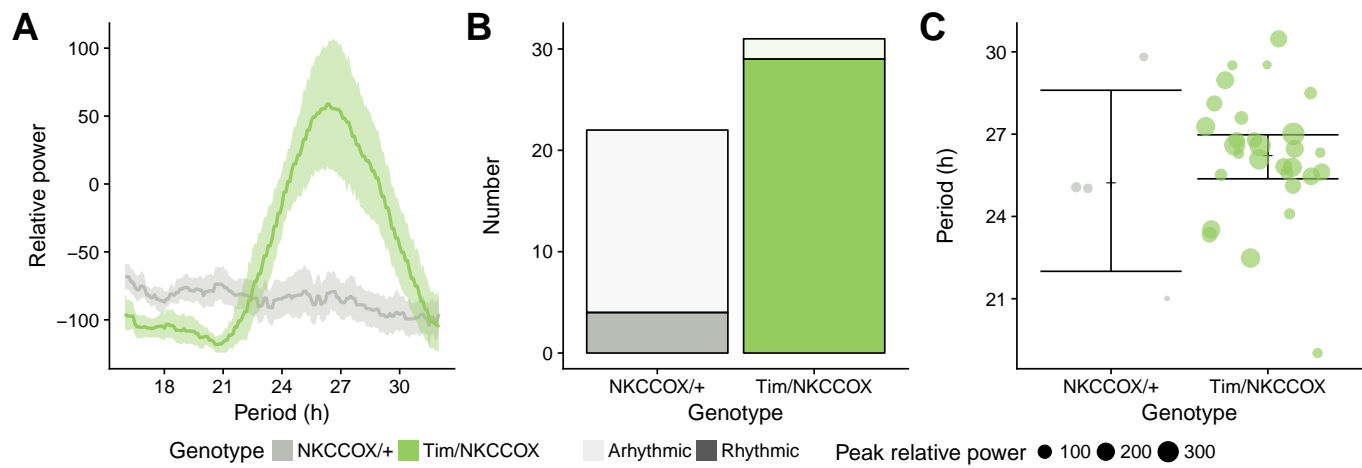 A
Relative power
100
50
0
−50
−100
18 21 24 27 30
Period (h)
B
Number
30
20
10
0
NKCCOX/+ Tim/NKCCOX
Genotype
C
Period (h)
30
27
24
21
NKCCOX/+ Tim/NKCCOX
Genotype
Genotype NKCCOX/+ Tim/NKCCOX Arhythmic Rhythmic Peak relative power 100 200 300